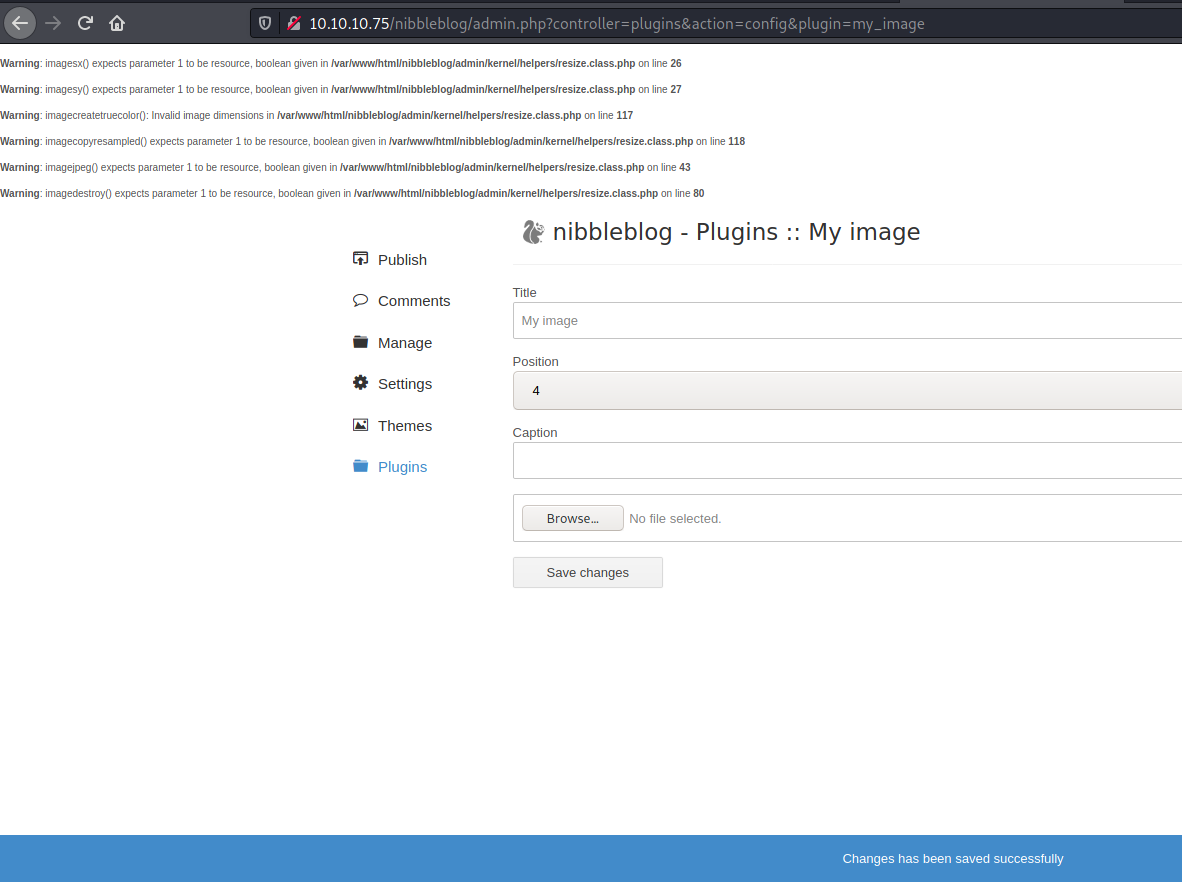 10.10.10.75/nibbleblog/admin.php?controller=plugins&action=config&plugin=my_image
Warning: imagesx() expects parameter 1 to be resource, boolean given in /var/www/html/nibbleblog/admin/kernel/helpers/resize.class.php on line 26
Warning: imagesy() expects parameter 1 to be resource, boolean given in /var/www/html/nibbleblog/admin/kernel/helpers/resize.class.php on line 27
Warning: imagecreatetruecolor(): Invalid image dimensions in /var/www/html/nibbleblog/admin/kernel/helpers/resize.class.php on line 117
Warning: imagecopyresampled() expects parameter 1 to be resource, boolean given in /var/www/html/nibbleblog/admin/kernel/helpers/resize.class.php on line 118
Warning: imagejpeg() expects parameter 1 to be resource, boolean given in /var/www/html/nibbleblog/admin/kernel/helpers/resize.class.php on line 43
Warning: imagedestroy() expects parameter 1 to be resource, boolean given in /var/www/html/nibbleblog/admin/kernel/helpers/resize.class.php on line 80
nibbleblog - Plugins :: My image
Publish
Comments
Manage
Settings
Themes
Plugins
Title
My image
Position
4
Caption
Browse... No file selected.
Save changes
Changes has been saved successfully